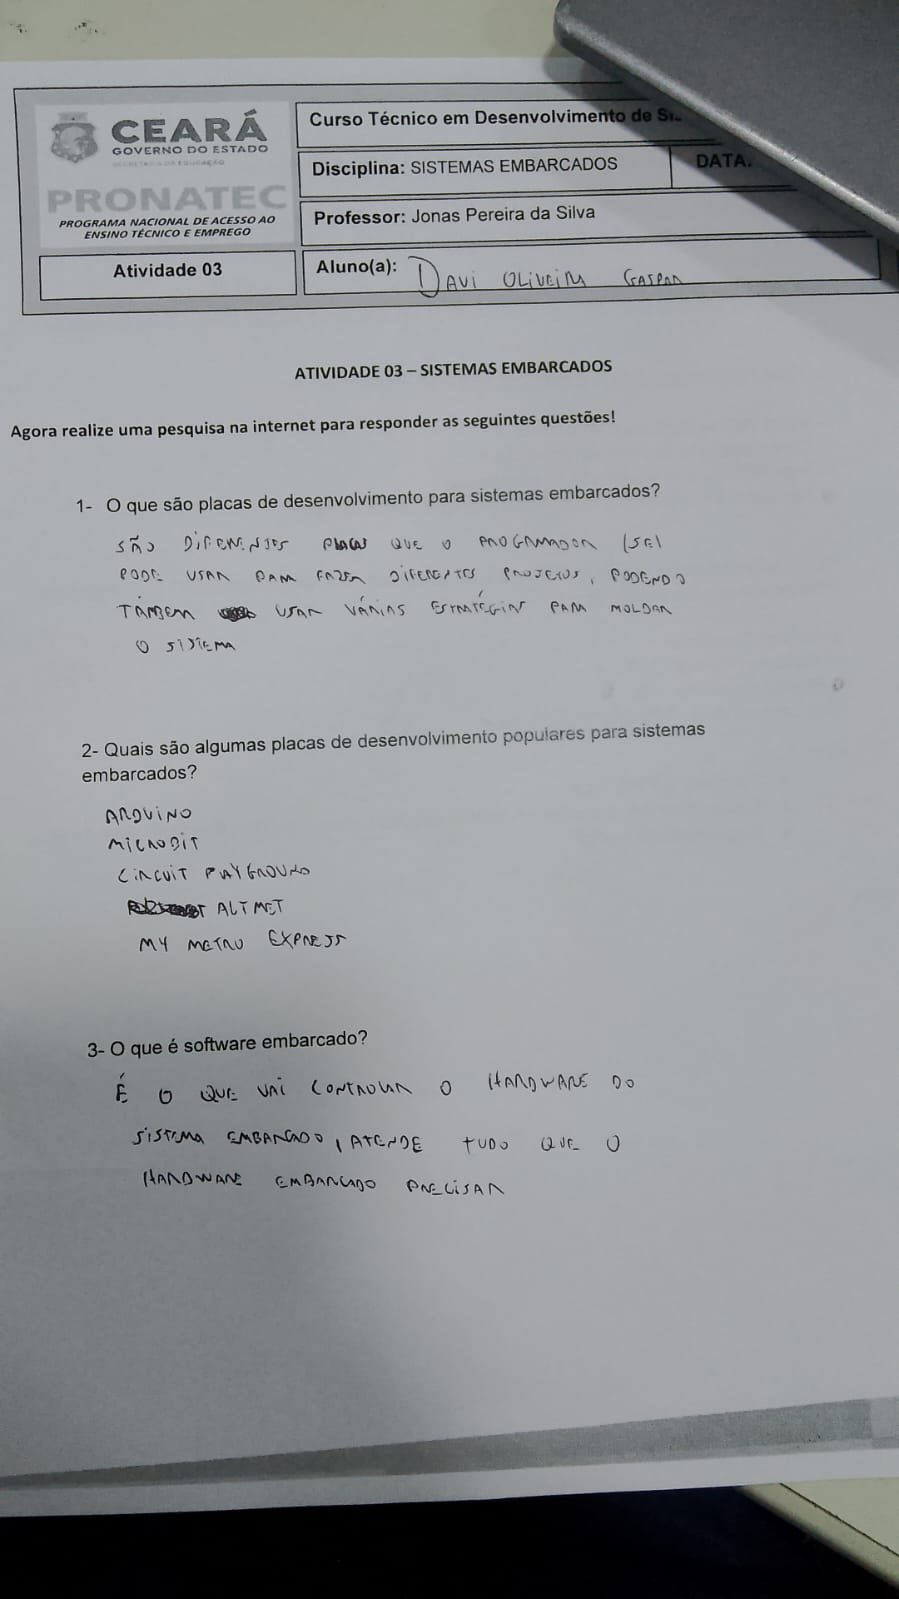 CEARÁ
GOVERNO DO ESTADO
SECRETARIA DA EDUCAÇÃO
PRONATEC
PROGRAMA NACIONAL DE ACESSO AO
ENSINO TÉCNICO E EMPREGO
Atividade 03
Curso Técnico em Desenvolvimento de
Disciplina: SISTEMAS EMBARCADOS
DATA:
Professor: Jonas Pereira da Silva
Aluno(a): DAVI OLIVEIRA GASPAR
ATIVIDADE 03 – SISTEMAS EMBARCADOS
Agora realize uma pesquisa na internet para responder as seguintes questões!
1- O que são placas de desenvolvimento para sistemas embarcados?
SÃO DIFERENTES PLACAS QUE O PROGRAMADOR (SE)
PODE USAR PARA FAZER DIFERENTES PROJETOS, PODENDO
TÁMBEM USAR VÁRIAS ESTRATÉGIAS PARA MOLDAR
O SISTEMA
2- Quais são algumas placas de desenvolvimento populares para sistemas
embarcados?
ARDUINO
MICROBIT
CIRCUIT PLAYGROUND
ALTMET
MY METRO EXPRESS
3- O que é software embarcado?
É O QUE VAI CONTROLAR O HARDWARE DO
SISTEMA EMBARCADO, ATENDE TUDO QUE O
HARDWARE EMBARCADO PRECISAR